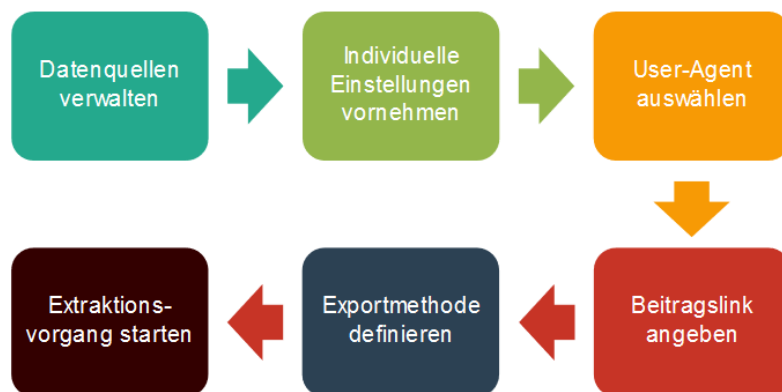 Datenquellen
verwalten
Individuelle
Einstellungen
vornehmen
User-Agent
auswählen
Beitragslink
angeben
Exportmethode
definieren
Extraktions-
vorgang starten